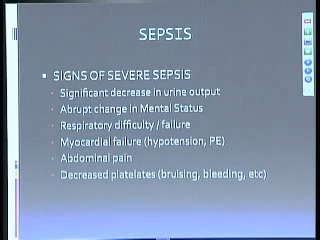 SEPSIS
SIGNS OF SEVERE SEPSIS
Significant decrease in urine output
Abrupt change in Mental Status
Respiratory difficulty / failure
Myocardial failure (hypotension, PE)
Abdominal pain
Decreased platelates (bruising, bleeding, etc)